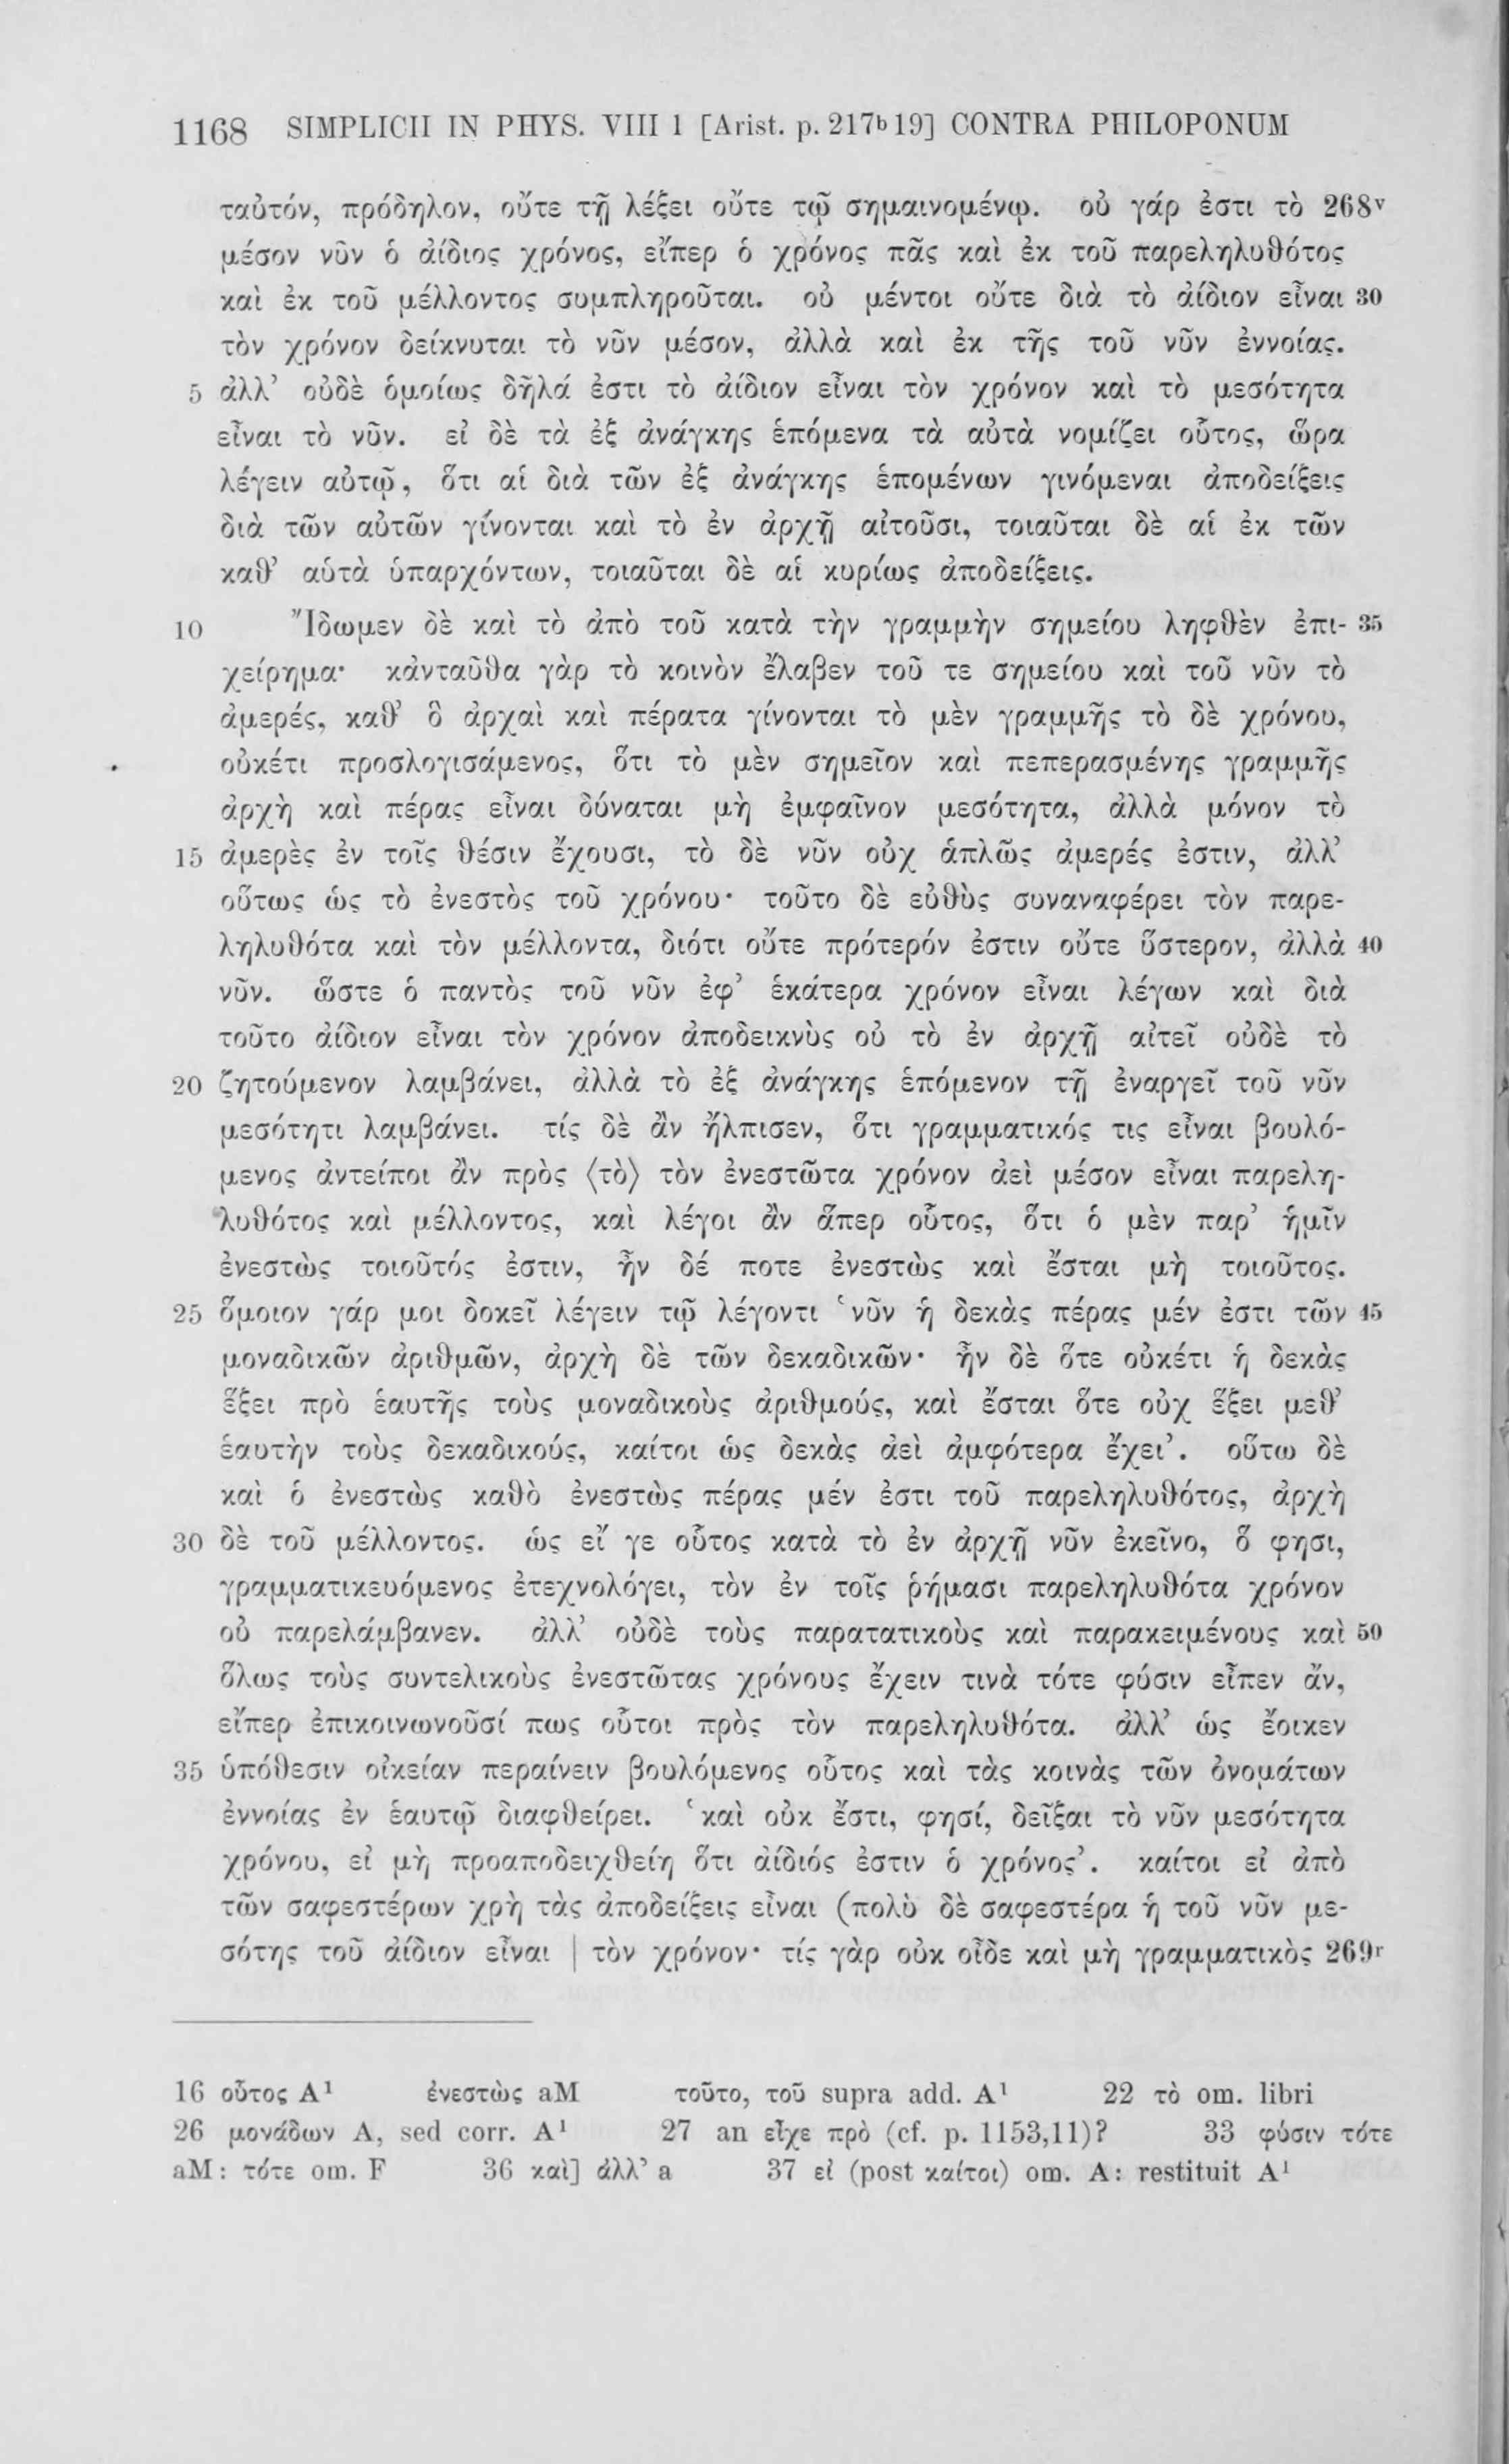 1168 SIMPLICII IN PHYS. VIII 1 [Arist. p. 217b 19] CONTRA PHILOPONUM
ταὐτόν, πρόδηλον, οὔτε τῇ λέξει οὔτε τῷ σημαινομένῳ. οὐ γάρ ἐστι τὸ 268v
μέσον νῦν ὁ ἀίδιος χρόνος, εἴπερ ὁ χρόνος πᾶς καὶ ἐκ τοῦ παρεληλυθότος
καὶ ἐκ τοῦ μέλλοντος συμπληροῦται. οὐ μέντοι οὔτε διὰ τὸ ἀίδιον εἶναι 30
τὸν χρόνον δείκνυται τὸ νῦν μέσον, ἀλλὰ καὶ ἐκ τῆς τοῦ νῦν ἐννοίας.
5 ἀλλ’ οὐδὲ ὁμοίως δῆλά ἐστι τὸ ἀίδιον εἶναι τὸν χρόνον καὶ τὸ μεσότητα
εἶναι τὸ νῦν. εἰ δὲ τὰ ἐξ ἀνάγκης ἑπόμενα τὰ αὐτὰ νομίζει οὗτος, ὥρα
λέγειν αὐτῷ, ὅτι αἱ διὰ τῶν ἐξ ἀνάγκης ἑπομένων γινόμεναι ἀποδείξεις
διὰ τῶν αὐτῶν γίνονται καὶ τὸ ἐν ἀρχῇ αἰτοῦσι, τοιαῦται δὲ αἱ ἐκ τῶν
καθ’ αὑτὰ ὑπαρχόντων, τοιαῦται δὲ αἱ κυρίως ἀποδείξεις.
10 Ἴδωμεν δὲ καὶ τὸ ἀπὸ τοῦ κατὰ τὴν γραμμὴν σημείου ληφθὲν ἐπι- 35
χείρημα· κἀνταῦθα γὰρ τὸ κοινὸν ἔλαβεν τοῦ τε σημείου καὶ τοῦ νῦν τὸ
ἀμερές, καθ’ ὃ ἀρχαὶ καὶ πέρατα γίνονται τὸ μὲν γραμμῆς τὸ δὲ χρόνου,
οὐκέτι προσλογισάμενος, ὅτι τὸ μὲν σημεῖον καὶ πεπερασμένης γραμμῆς
ἀρχὴ καὶ πέρας εἶναι δύναται μὴ ἐμφαῖνον μεσότητα, ἀλλὰ μόνον τὸ
15 ἀμερὲς ἐν τοῖς θέσιν ἔχουσι, τὸ δὲ νῦν οὐχ ἁπλῶς ἀμερές ἐστιν, ἀλλ’
οὕτως ὡς τὸ ἐνεστὸς τοῦ χρόνου· τοῦτο δὲ εὐθὺς συναναφέρει τὸν παρε-
ληλυθότα καὶ τὸν μέλλοντα, διότι οὔτε πρότερόν ἐστιν οὔτε ὕστερον, ἀλλὰ 40
νῦν. ὥστε ὁ παντὸς τοῦ νῦν ἐφ’ ἑκάτερα χρόνον εἶναι λέγων καὶ διὰ
τοῦτο ἀίδιον εἶναι τὸν χρόνον ἀποδεικνὺς οὐ τὸ ἐν ἀρχῇ αἰτεῖ οὐδὲ τὸ
20 ζητούμενον λαμβάνει, ἀλλὰ τὸ ἐξ ἀνάγκης ἑπόμενον τῇ ἐναργεῖ τοῦ νῦν
μεσότητι λαμβάνει. τίς δὲ ἂν ἤλπισεν, ὅτι γραμματικός τις εἶναι βουλό-
μενος ἀντείποι ἂν πρὸς ⟨τὸ⟩ τὸν ἐνεστῶτα χρόνον ἀεὶ μέσον εἶναι παρελη-
λυθότος καὶ μέλλοντος, καὶ λέγοι ἂν ἅπερ οὗτος, ὅτι ὁ μὲν παρ’ ἡμῖν
ἐνεστὼς τοιοῦτός ἐστιν, ἦν δέ ποτε ἐνεστὼς καὶ ἔσται μὴ τοιοῦτος.
25 ὅμοιον γάρ μοι δοκεῖ λέγειν τῷ λέγοντι ‘νῦν ἡ δεκὰς πέρας μέν ἐστι τῶν 45
μοναδικῶν ἀριθμῶν, ἀρχὴ δὲ τῶν δεκαδικῶν· ἦν δὲ ὅτε οὐκέτι ἡ δεκὰς
ἕξει πρὸ ἑαυτῆς τοὺς μοναδικοὺς ἀριθμούς, καὶ ἔσται ὅτε οὐχ ἕξει μεθ’
ἑαυτὴν τοὺς δεκαδικούς, καίτοι ὡς δεκὰς ἀεὶ ἀμφότερα ἔχει’. οὕτω δὲ
καὶ ὁ ἐνεστὼς καθὸ ἐνεστὼς πέρας μέν ἐστι τοῦ παρεληλυθότος, ἀρχὴ
30 δὲ τοῦ μέλλοντος. ὡς εἴ γε οὗτος κατὰ τὸ ἐν ἀρχῇ νῦν ἐκεῖνο, ὅ φησι,
γραμματικευόμενος ἐτεχνολόγει, τὸν ἐν τοῖς ῥήμασι παρεληλυθότα χρόνον
οὐ παρελάμβανεν. ἀλλ’ οὐδὲ τοὺς παρατατικοὺς καὶ παρακειμένους καὶ 50
ὅλως τοὺς συντελικοὺς ἐνεστῶτας χρόνους ἔχειν τινὰ τότε φύσιν εἶπεν ἄν,
εἴπερ ἐπικοινωνοῦσί πως οὗτοι πρὸς τὸν παρεληλυθότα. ἀλλ’ ὡς ἔοικεν
35 ὑπόθεσιν οἰκείαν περαίνειν βουλόμενος οὗτος καὶ τὰς κοινὰς τῶν ὀνομάτων
ἐννοίας ἐν ἑαυτῷ διαφθείρει. ‘καὶ οὐκ ἔστι, φησί, δεῖξαι τὸ νῦν μεσότητα
χρόνου, εἰ μὴ προαποδειχθείη ὅτι ἀίδιός ἐστιν ὁ χρόνος’. καίτοι εἰ ἀπὸ
τῶν σαφεστέρων χρὴ τὰς ἀποδείξεις εἶναι (πολὺ δὲ σαφεστέρα ἡ τοῦ νῦν με-
σότης τοῦ ἀίδιον εἶναι | τὸν χρόνον· τίς γὰρ οὐκ οἶδε καὶ μὴ γραμματικὸς 269r
16 οὗτος A¹ ἐνεστὼς aM τοῦτο, τοῦ supra add. A¹ 22 τὸ om. libri
26 μονάδων A, sed corr. A¹ 27 an εἶχε πρὸ (cf. p. 1153,11)? 33 φύσιν τότε
aM: τότε om. F 36 καὶ] ἀλλ’ a 37 εἰ (post καίτοι) om. A: restituit A¹